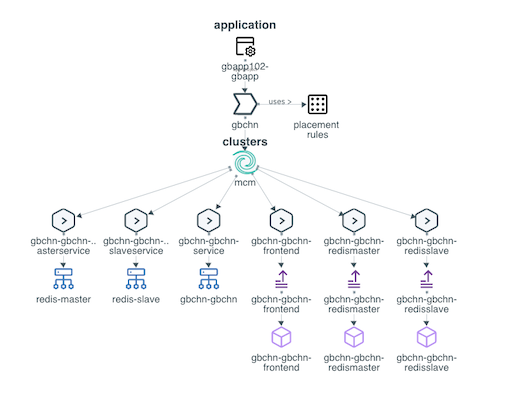 application
gbapp102-
gbapp
uses >
gbchn
placement
rules
clusters
mcm
gbchn-gbchn-..
asterservice
gbchn-gbchn-..
slaveservice
gbchn-gbchn-
service
gbchn-gbchn-
frontend
gbchn-gbchn-
redismaster
gbchn-gbchn-
redisslave
redis-master
redis-slave
gbchn-gbchn
gbchn-gbchn-
frontend
gbchn-gbchn-
redismaster
gbchn-gbchn-
redisslave
gbchn-gbchn-
frontend
gbchn-gbchn-
redismaster
gbchn-gbchn-
redisslave